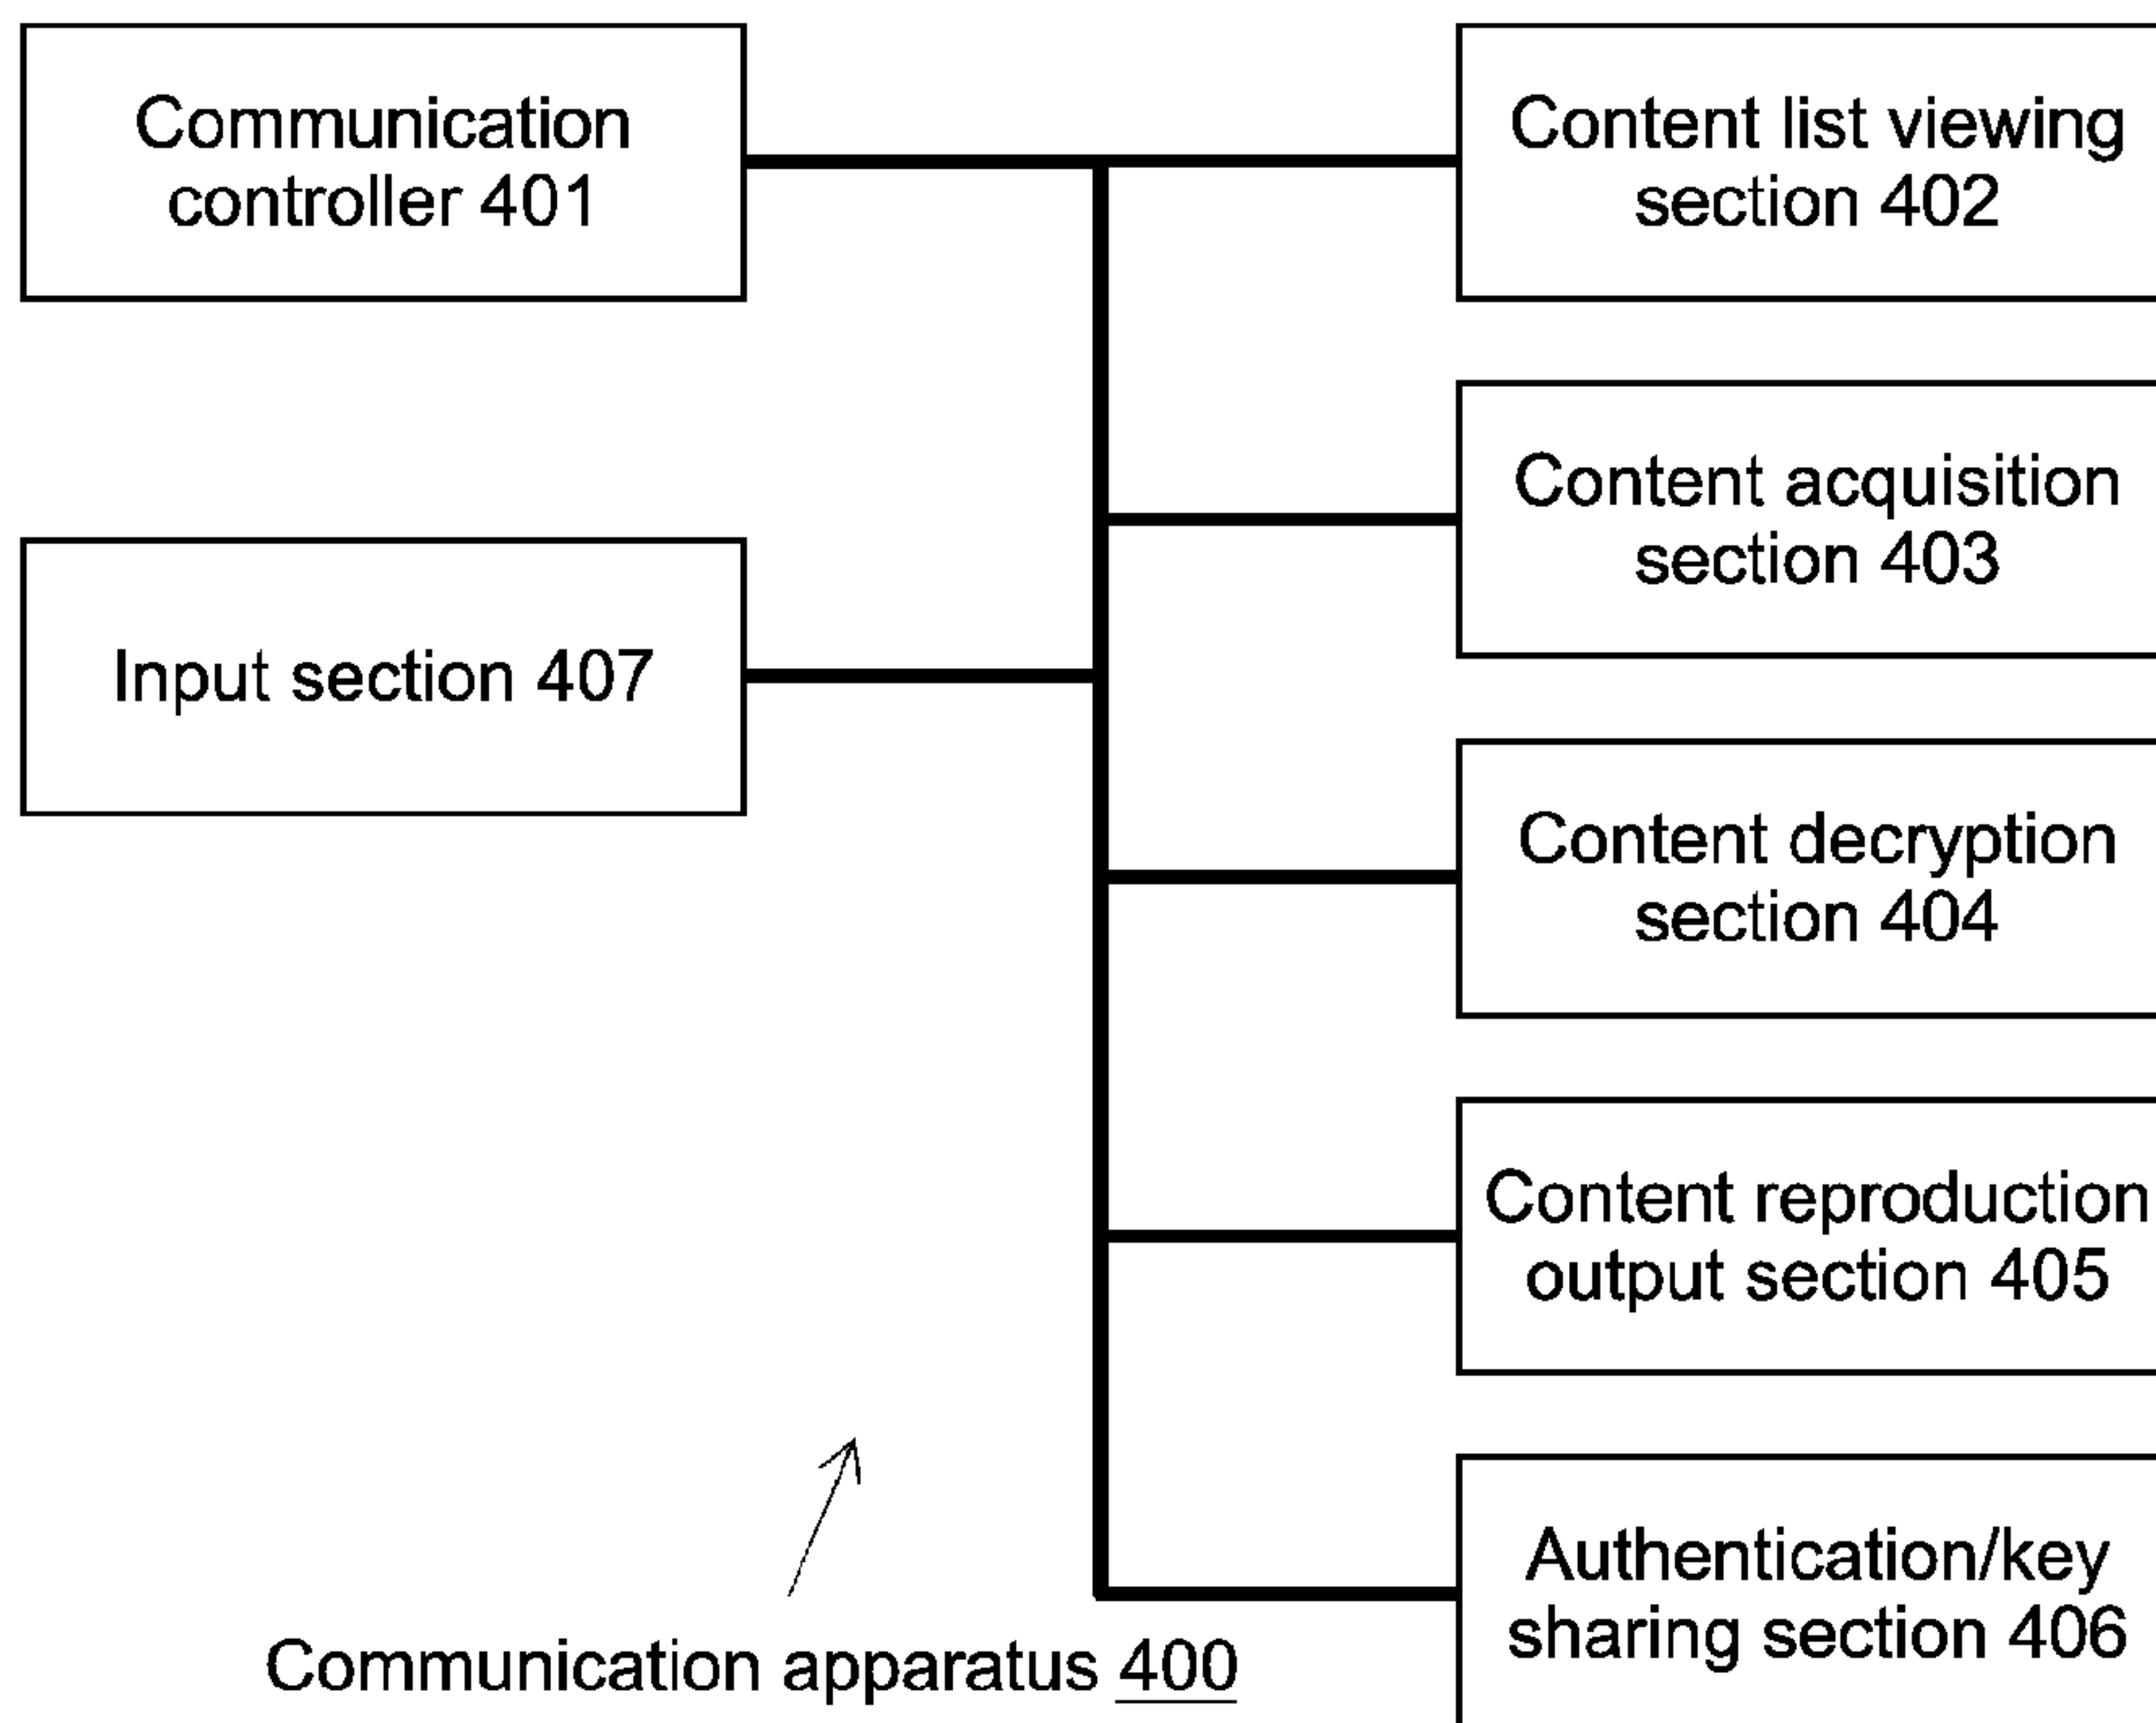 Communication
controller 401
Content list viewing
section 402
Content acquisition
section 403
Input section 407
Content decryption
section 404
Content reproduction
output section 405
Authentication/key
sharing section 406
Communication apparatus 400